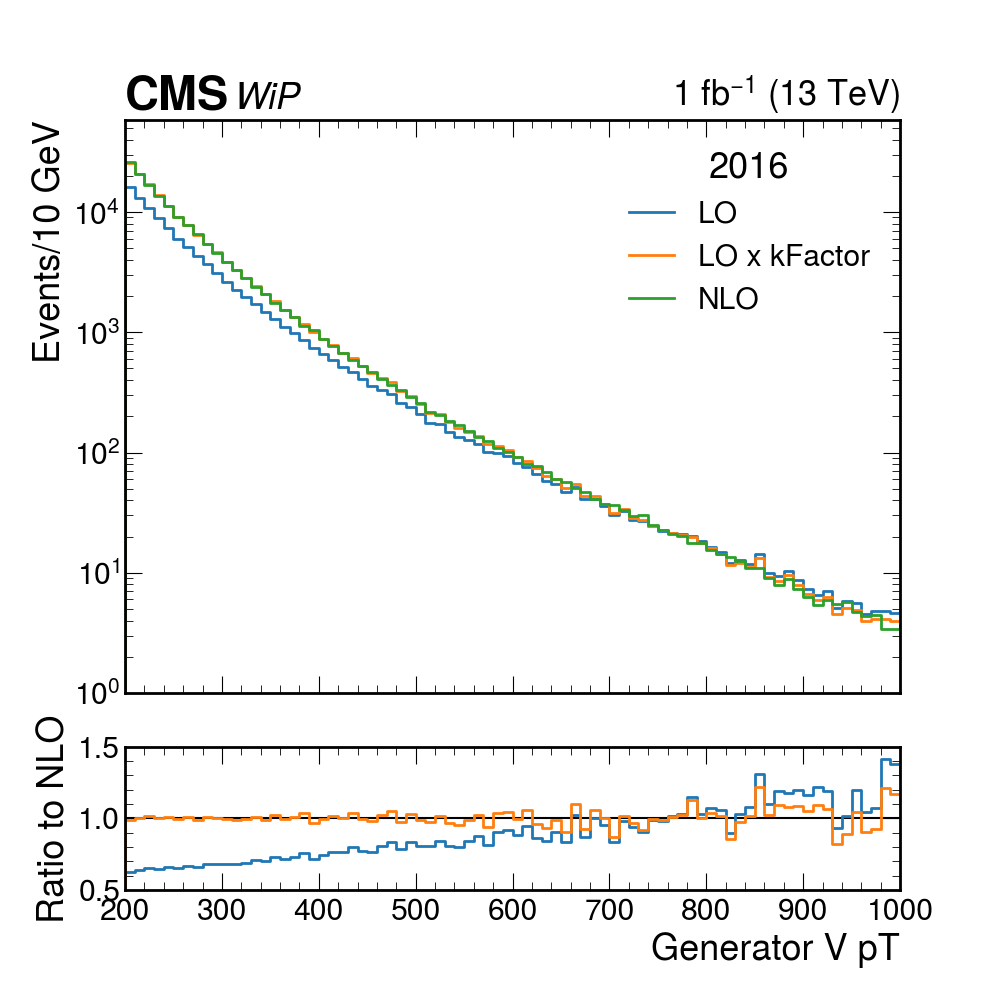 CMS WiP
1 fb⁻¹ (13 TeV)
Events/10 GeV
10⁴
10³
10²
10¹
10⁰
2016
LO
LO x kFactor
NLO
Ratio to NLO
1.5
1.0
0.5
200 300 400 500 600 700 800 900 1000
Generator V pT